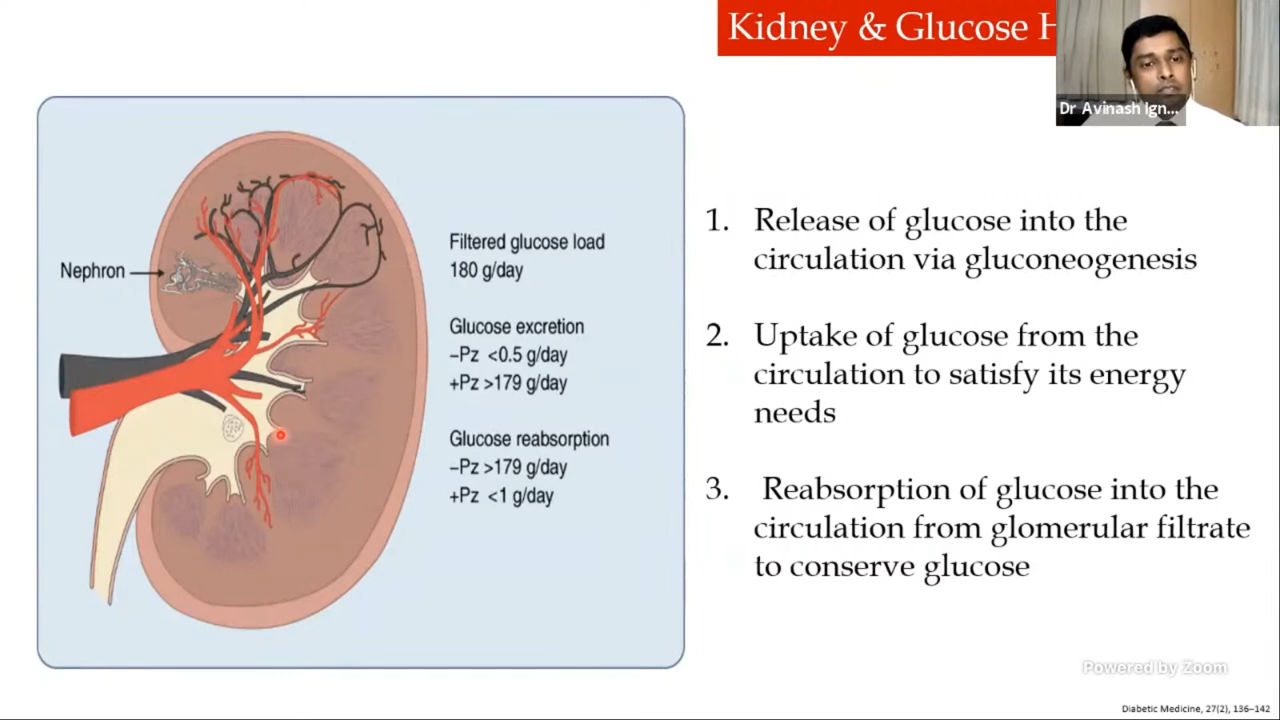 Kidney & Glucose H
Dr Avinash Ign...
Nephron
Filtered glucose load
180 g/day
Glucose excretion
–Pz <0.5 g/day
+Pz >179 g/day
Glucose reabsorption
–Pz >179 g/day
+Pz <1 g/day
1. Release of glucose into the
circulation via gluconeogenesis
2. Uptake of glucose from the
circulation to satisfy its energy
needs
3. Reabsorption of glucose into the
circulation from glomerular filtrate
to conserve glucose
Powered by Zoom
Diabetic Medicine, 27(2), 136–142